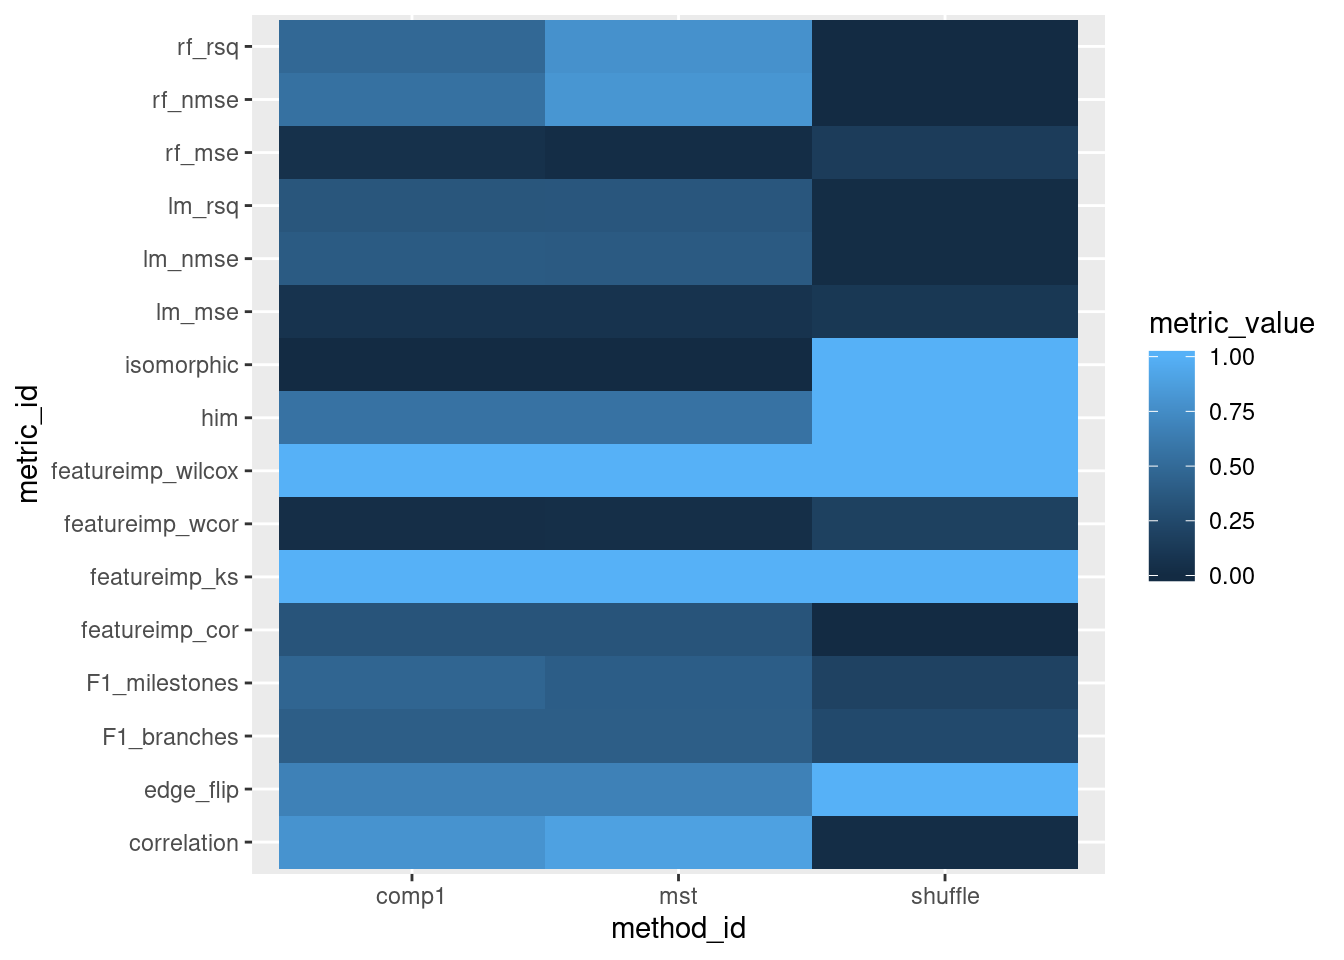 rf_rsq
rf_nmse
rf_mse
lm_rsq
lm_nmse
lm_mse
isomorphic
him
featureimp_wilcox
featureimp_wcor
featureimp_ks
featureimp_cor
F1_milestones
F1_branches
edge_flip
correlation
metric_id
comp1 mst shuffle
method_id
metric_value
1.00
0.75
0.50
0.25
0.00